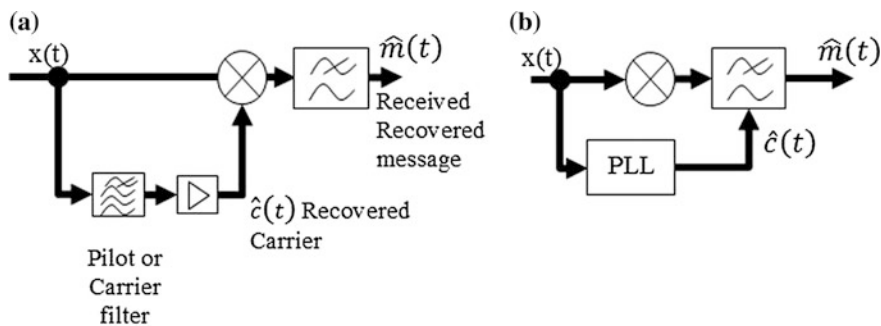 (a)
x(t)
m̂(t)
Received
Recovered
message
ĉ(t) Recovered
Carrier
Pilot or
Carrier
filter
(b)
x(t)
m̂(t)
ĉ(t)
PLL